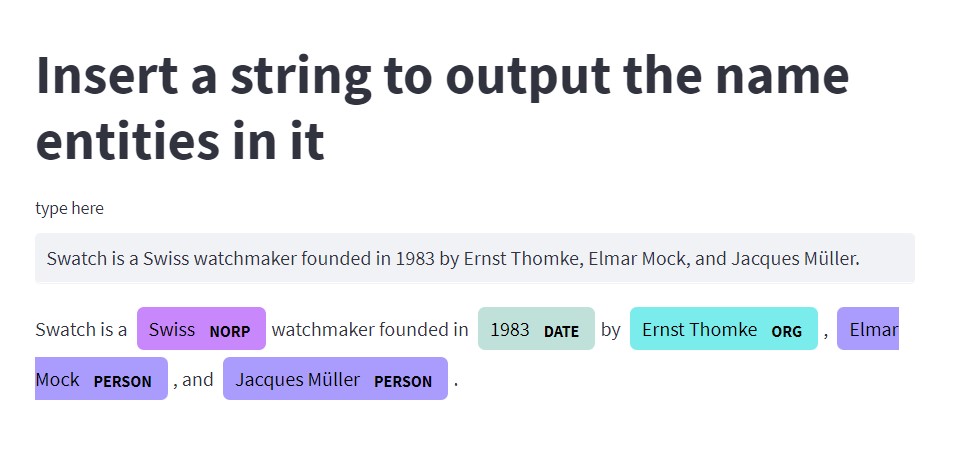 Insert a string to output the name
entities in it
type here
Swatch is a Swiss watchmaker founded in 1983 by Ernst Thomke, Elmar Mock, and Jacques Müller.
Swatch is a Swiss NORP watchmaker founded in 1983 DATE by Ernst Thomke ORG , Elmar
Mock PERSON , and Jacques Müller PERSON .